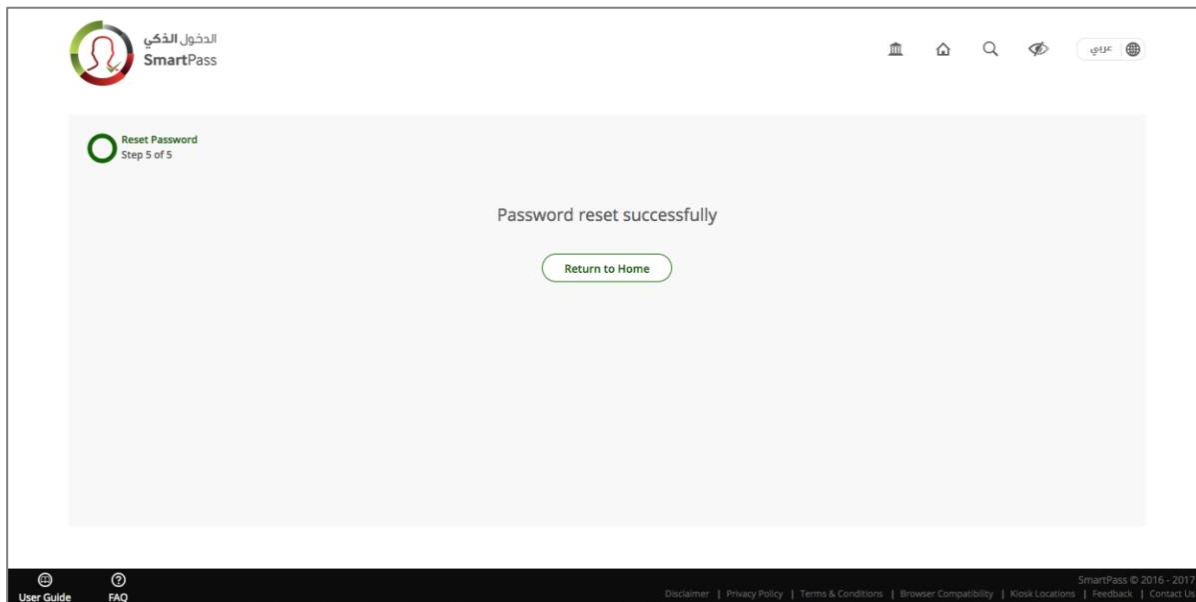 الدخول الذكي
SmartPass
عربي
Reset Password
Step 5 of 5
Password reset successfully
Return to Home
User Guide
FAQ
SmartPass © 2016 - 2017
Disclaimer | Privacy Policy | Terms & Conditions | Browser Compatibility | Kiosk Locations | Feedback | Contact Us